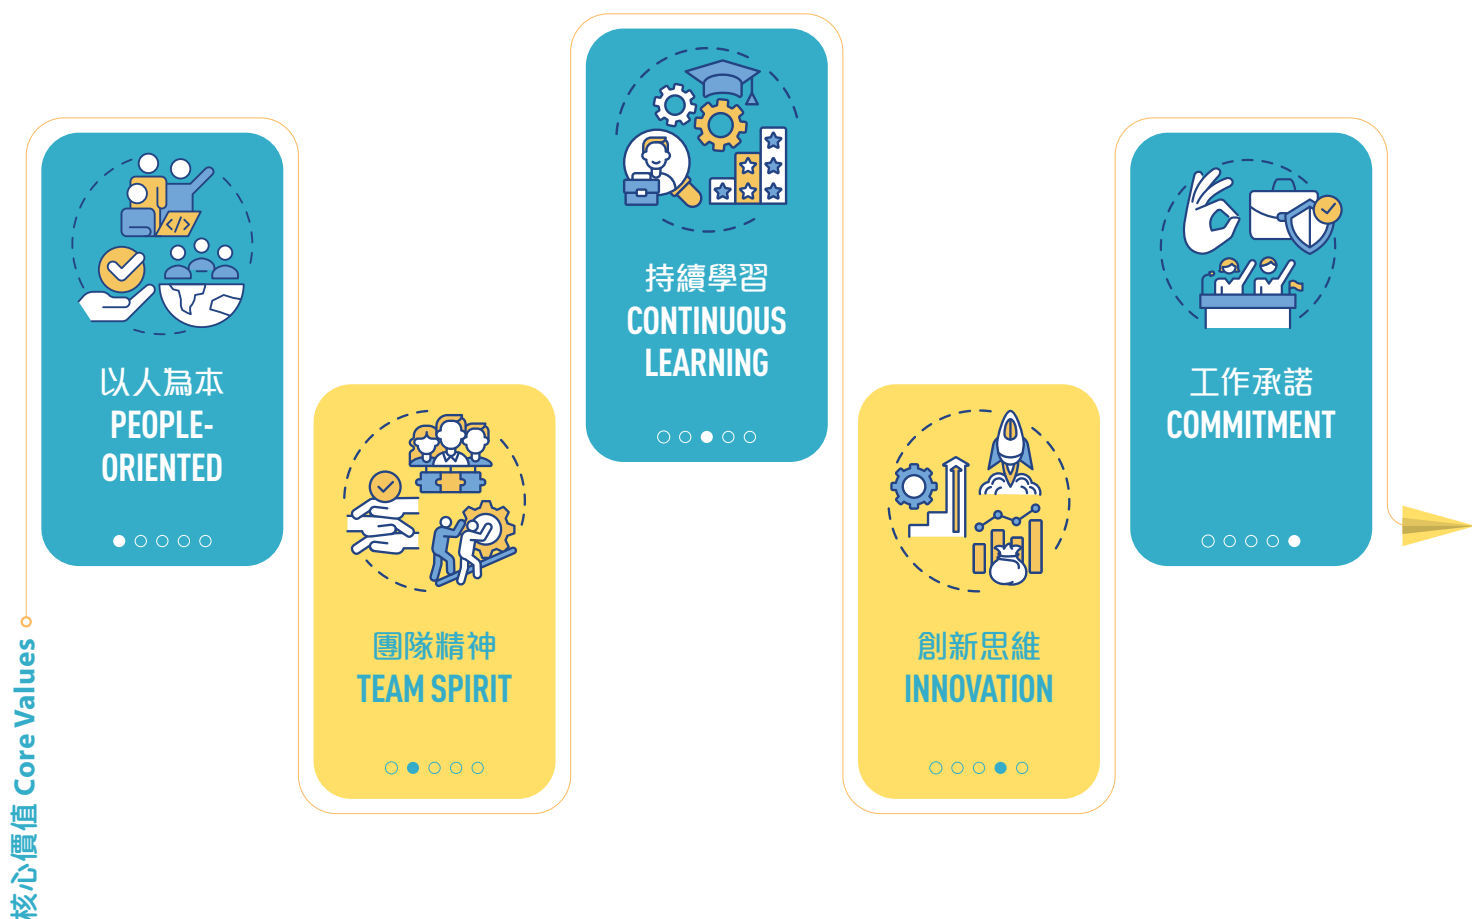 核心價值 Core Values
以人為本
PEOPLE-
ORIENTED
團隊精神
TEAM SPIRIT
持續學習
CONTINUOUS
LEARNING
創新思維
INNOVATION
工作承諾
COMMITMENT